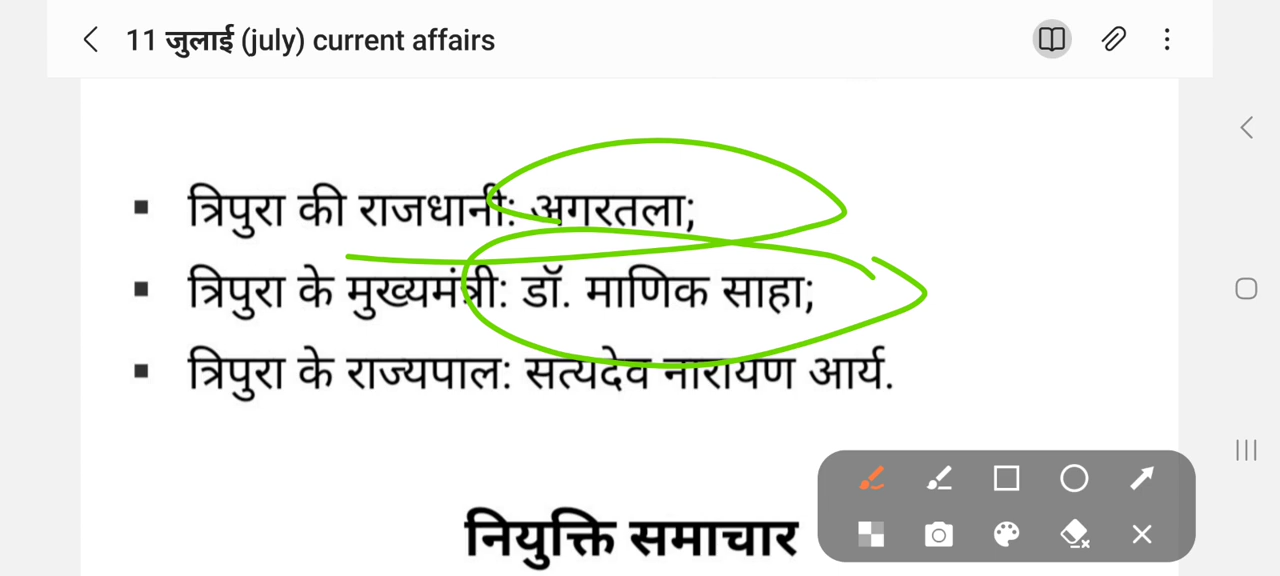 11 जुलाई (july) current affairs
▪ त्रिपुरा की राजधानी: अगरतला;
▪ त्रिपुरा के मुख्यमंत्री: डॉ. माणिक साहा;
▪ त्रिपुरा के राज्यपाल: सत्यदेव नारायण आर्य.
नियुक्ति समाचार